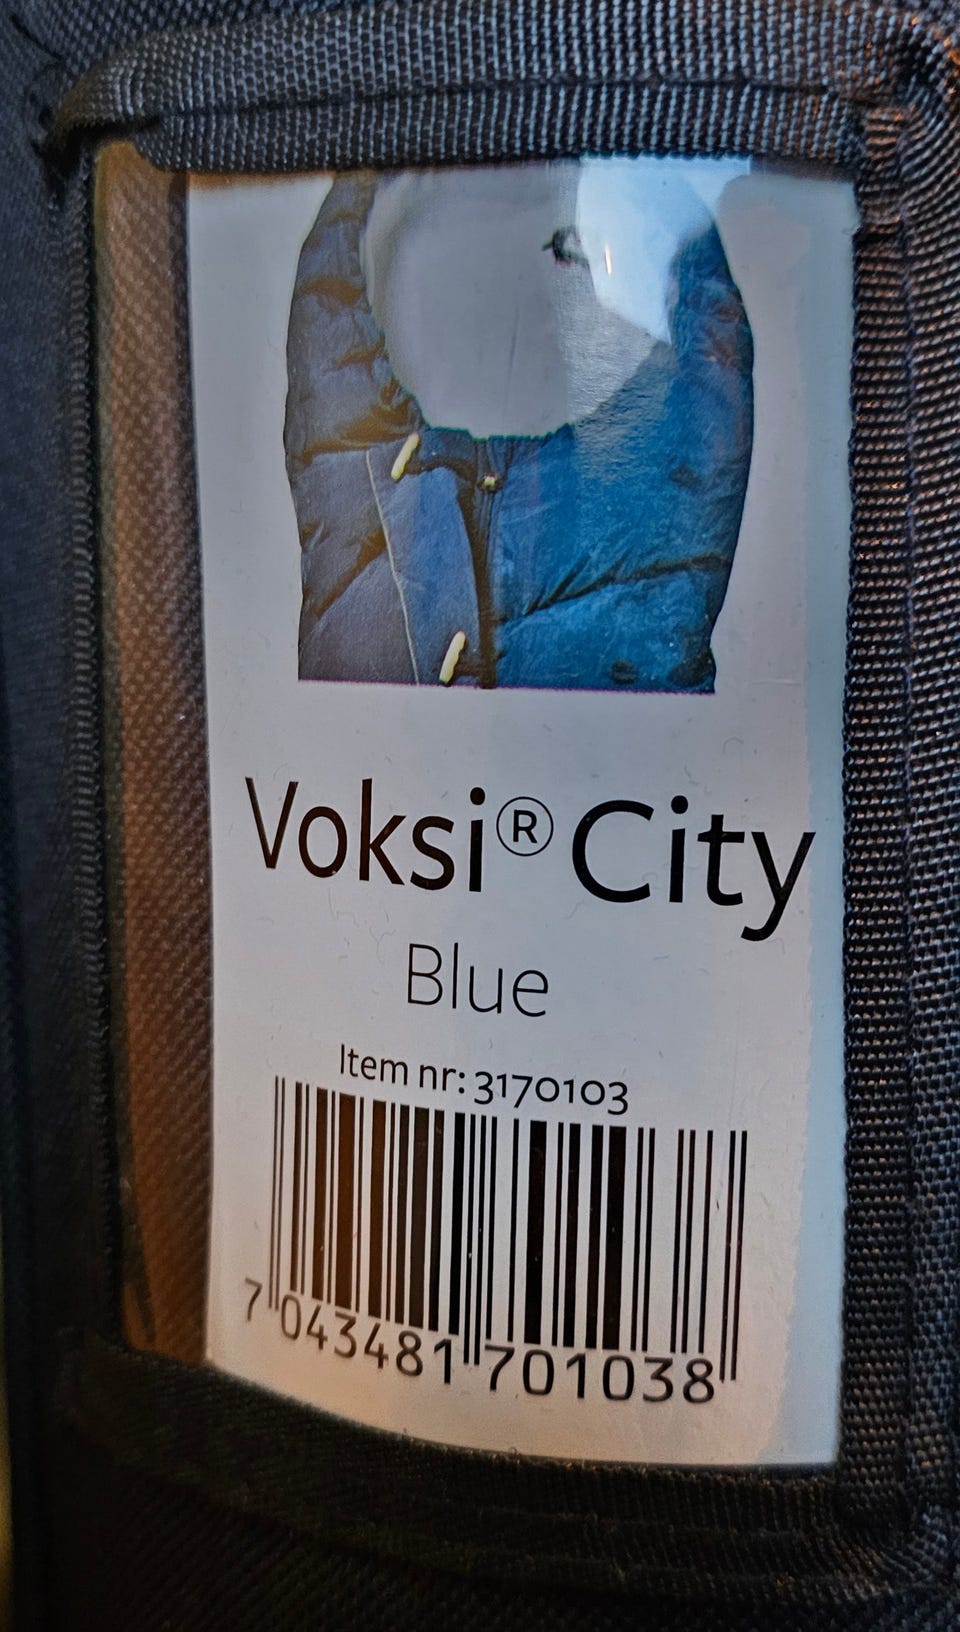 Voksi® City
Blue
Item nr: 3170103
7 043481 701038